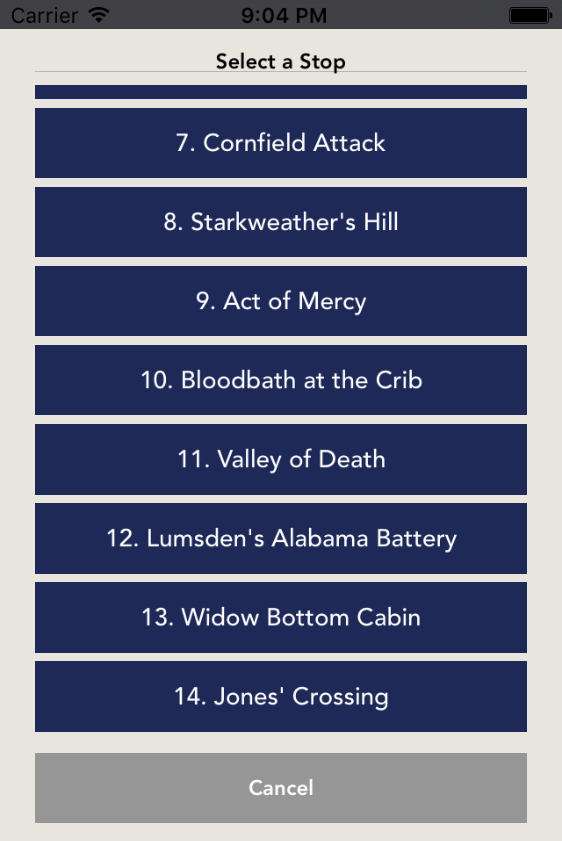 Carrier 9:04 PM
Select a Stop
7. Cornfield Attack
8. Starkweather's Hill
9. Act of Mercy
10. Bloodbath at the Crib
11. Valley of Death
12. Lumsden's Alabama Battery
13. Widow Bottom Cabin
14. Jones' Crossing
Cancel